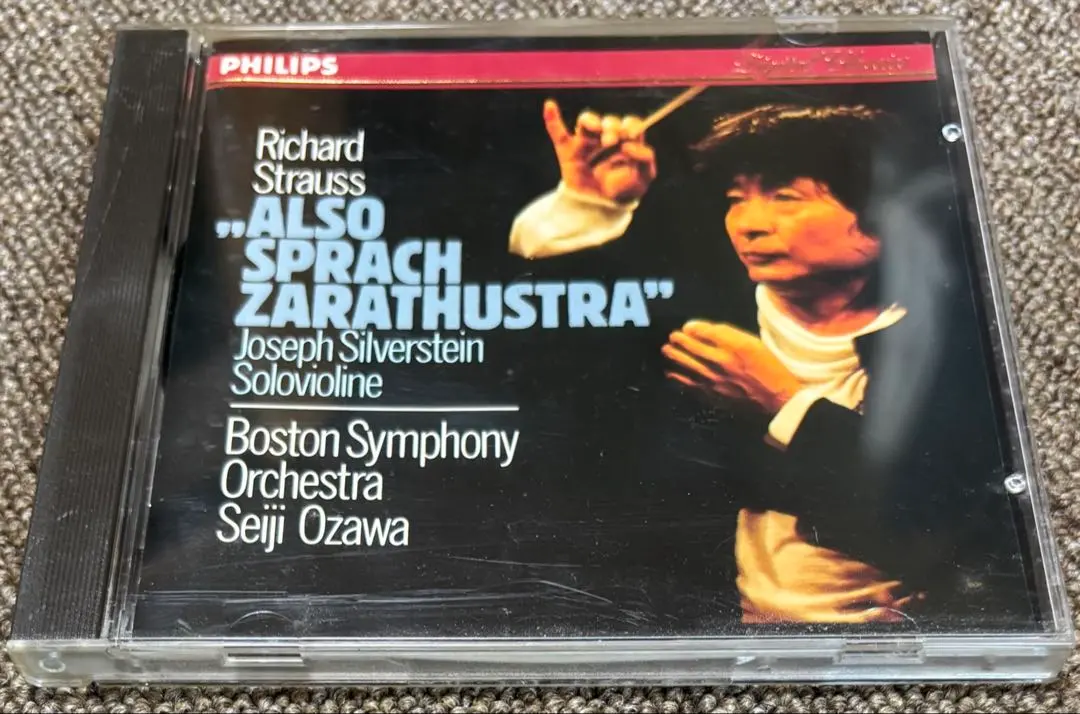 PHILIPS
Richard
Strauss
„ALSO
SPRACH
ZARATHUSTRA”
Joseph Silverstein
Solovioline
Boston Symphony
Orchestra
Seiji Ozawa